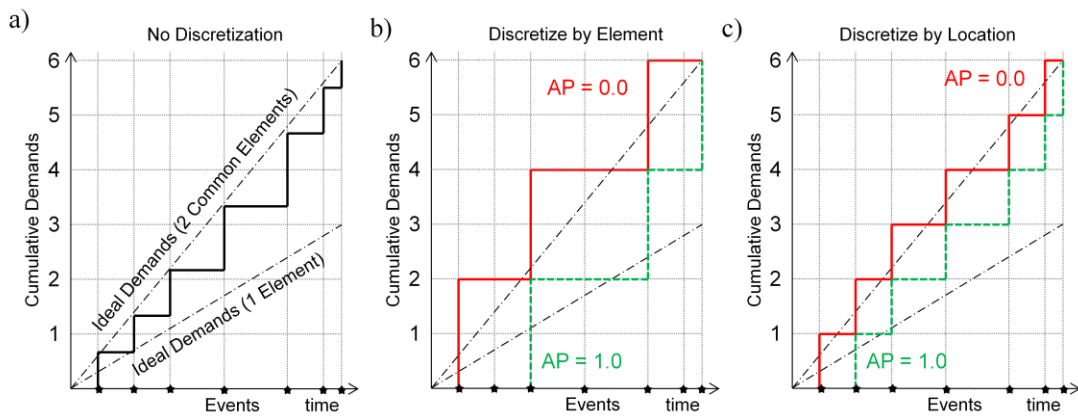 a)
No Discretization
6
5
4
3
2
1
Cumulative Demands
Ideal Demands (2 Common Elements)
Ideal Demands (1 Element)
Events
time
b)
Discretize by Element
6
5
4
3
2
1
Cumulative Demands
AP = 0.0
AP = 1.0
Events
time
c)
Discretize by Location
6
5
4
3
2
1
Cumulative Demands
AP = 0.0
AP = 1.0
Events
time